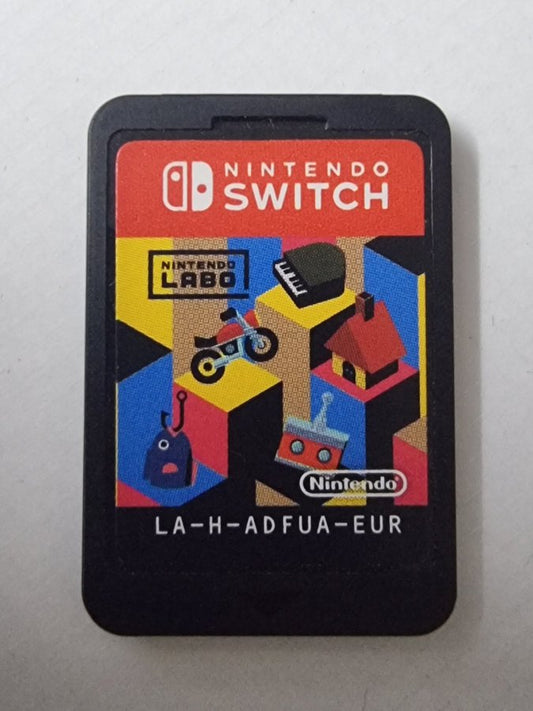 NINTENDO
SWITCH
NINTENDO
LABO
Nintendo
LA-H-ADFUA-EUR